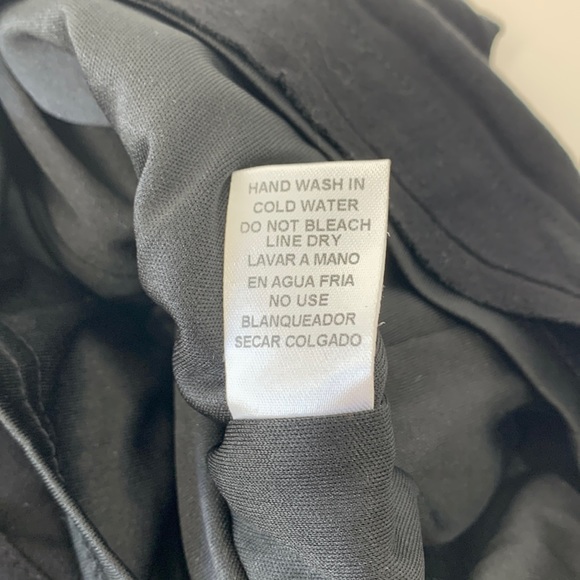 HAND WASH IN
COLD WATER
DO NOT BLEACH
LINE DRY
LAVAR A MANO
EN AGUA FRIA
NO USE
BLANQUEADOR
SECAR COLGADO